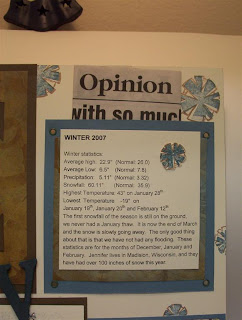 Opinion
with so much
WINTER 2007
Winter statistics:
Average high: 22.9° (Normal: 26.0)
Average Low: 6.5° (Normal: 7.8)
Precipitation: 5.11" (Normal: 3.32)
Snowfall: 60.11" (Normal: 35.9)
Highest Temperature: 43° on January 28th
Lowest Temperature: -19° on
January 19th, January 20th and February 12th
The first snowfall of the season is still on the ground,
we never had a January thaw. It is now the end of March
and the snow is slowly going away. The only good thing
about that is that we have not had any flooding. These
statistics are for the months of December, January and
February. Jennifer lives in Madison, Wisconsin, and they
have had over 100 inches of snow this year.